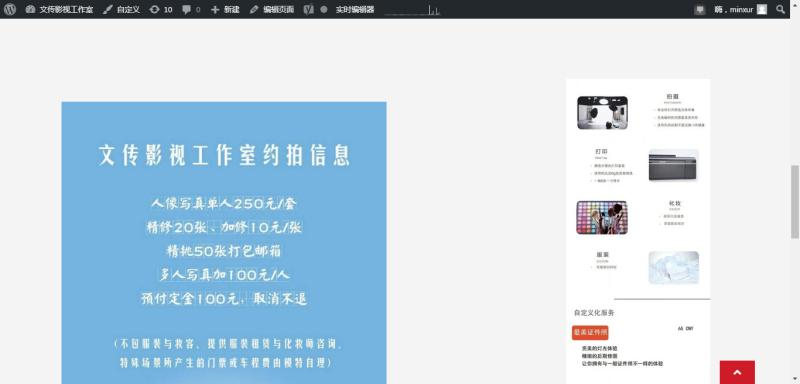 文传影视工作室 自定义 10 0 新建 编辑页面 实时编辑器 嗨，minxur
文传影视工作室约拍信息
人像写真单人250元/套
精修20张、加修10元/张
精挑50张打包邮箱
多人写真加100元/人
预付定金100元，取消不退
(不包服装与妆容、提供服装租赁与化妆师咨询，
特殊场景所产生的门票或车程费由模特自理)
拍摄
打印
化妆
服装
自定义化服务
最美证件照
66 CNY
完美的灯光体验
精细的后期修图
让你拥有与一般证件照不一样的体验